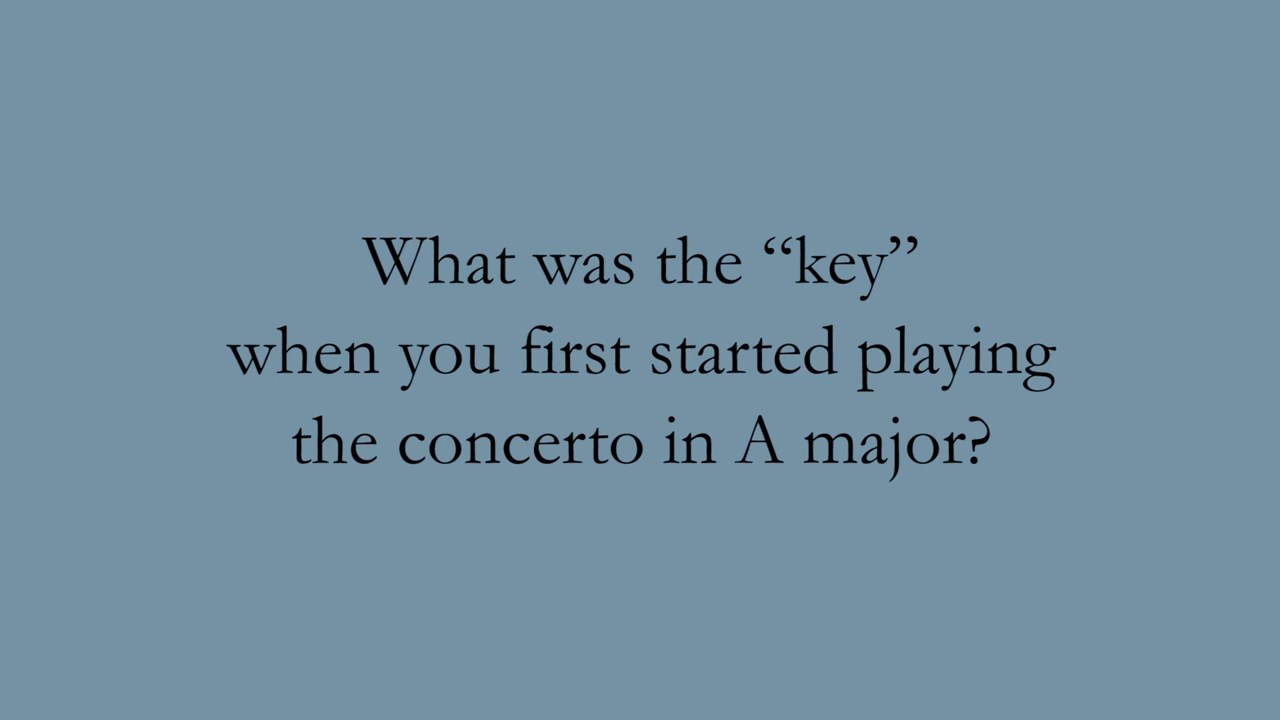 What was the “key”
when you first started playing
the concerto in A major?